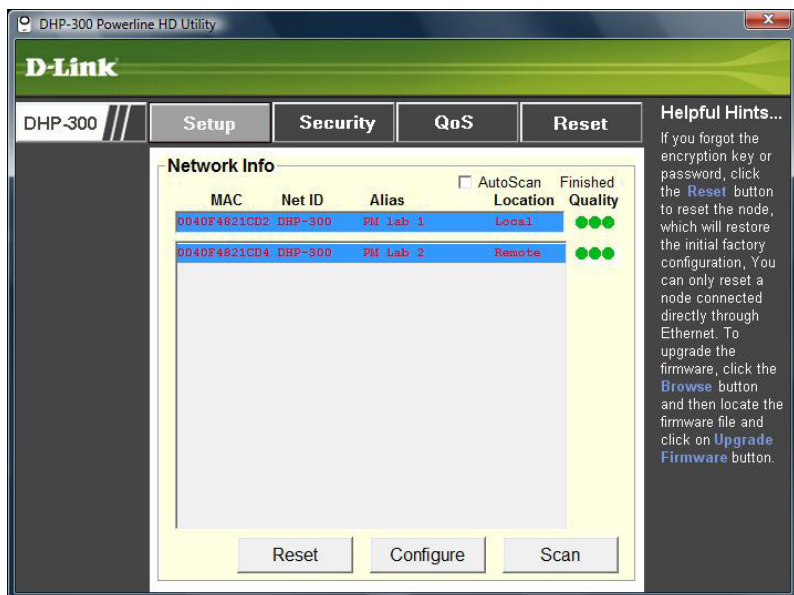 DHP-300 Powerline HD Utility
D-Link
DHP-300
Setup
Security
QoS
Reset
Network Info
AutoScan
Finished
MAC
Net ID
Alias
Location
Quality
0040F4821CD2 DHP-300 PM lab 1 Local
0040F4821CD4 DHP-300 PM Lab 2 Remote
Reset
Configure
Scan
Helpful Hints...
If you forgot the
encryption key or
password, click
the Reset button
to reset the node,
which will restore
the initial factory
configuration, You
can only reset a
node connected
directly through
Ethernet. To
upgrade the
firmware, click the
Browse button
and then locate the
firmware file and
click on Upgrade
Firmware button.